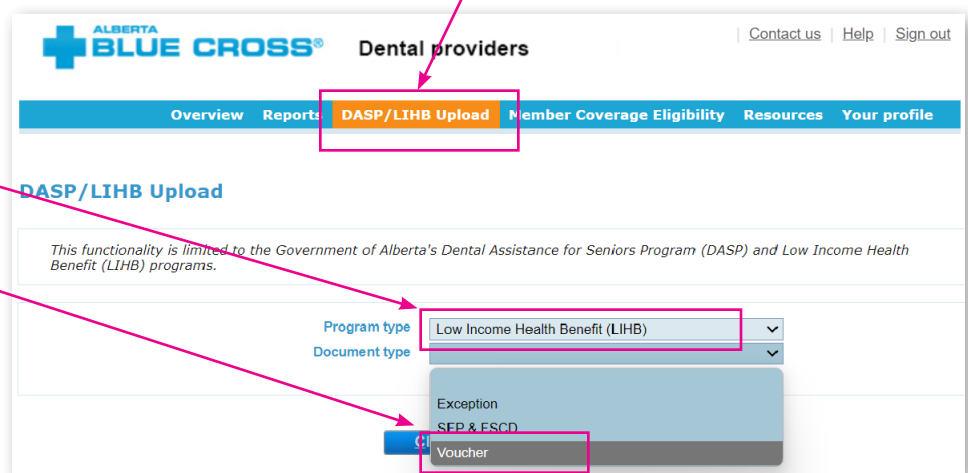 ALBERTA
BLUE CROSS®
Dental providers
Contact us | Help | Sign out
Overview Reports DASP/LIHB Upload Member Coverage Eligibility Resources Your profile
DASP/LIHB Upload
This functionality is limited to the Government of Alberta's Dental Assistance for Seniors Program (DASP) and Low Income Health
Benefit (LIHB) programs.
Program type Low Income Health Benefit (LIHB)
Document type
Exception
SFP & FSCD
Voucher